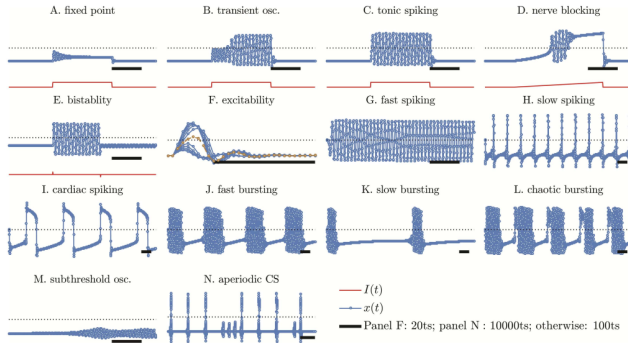 A. fixed point
B. transient osc.
C. tonic spiking
D. nerve blocking
E. bistability
F. excitability
G. fast spiking
H. slow spiking
I. cardiac spiking
J. fast bursting
K. slow bursting
L. chaotic bursting
M. subthreshold osc.
N. aperiodic CS
I(t)
x(t)
Panel F: 20ts; panel N : 10000ts; otherwise: 100ts